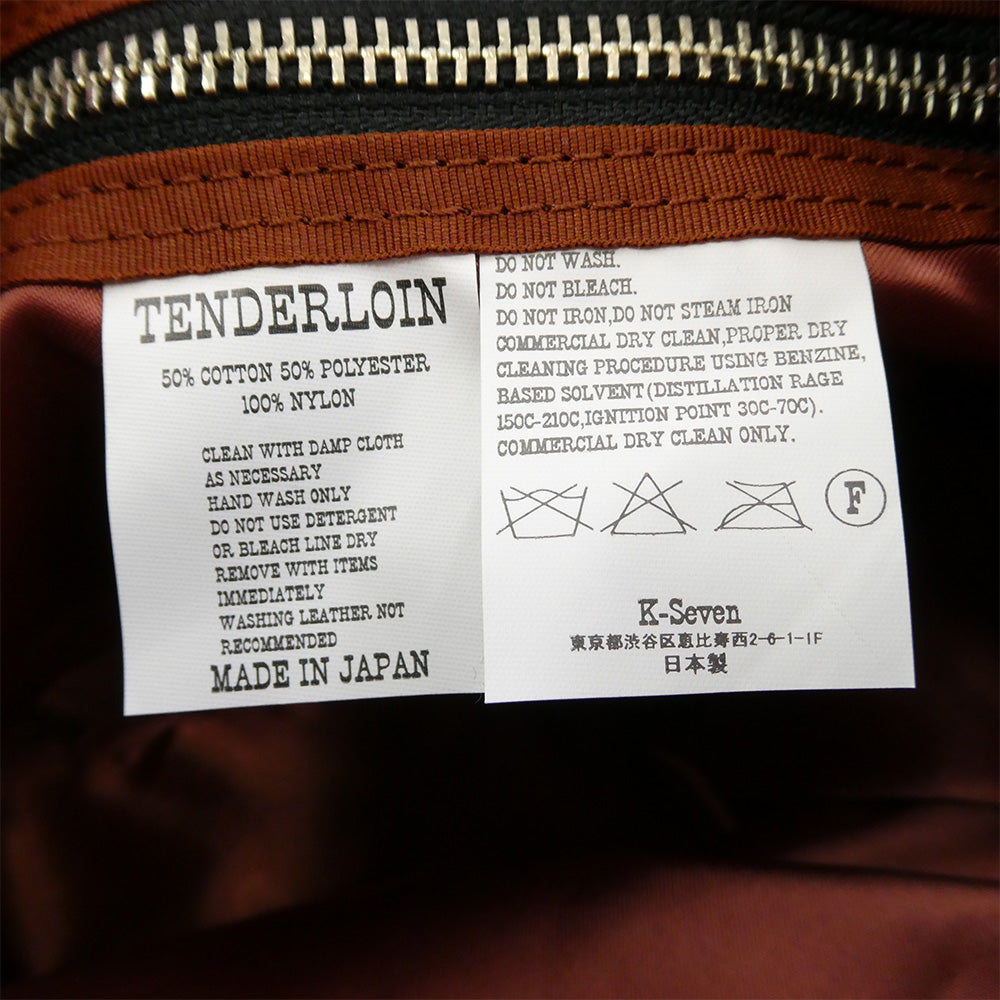 TENDERLOIN
50% COTTON 50% POLYESTER
100% NYLON
CLEAN WITH DAMP CLOTH
AS NECESSARY
HAND WASH ONLY
DO NOT USE DETERGENT
OR BLEACH LINE DRY
REMOVE WITH ITEMS
IMMEDIATELY
WASHING LEATHER NOT
RECOMMENDED
MADE IN JAPAN
DO NOT WASH.
DO NOT BLEACH.
DO NOT IRON,DO NOT STEAM IRON
COMMERCIAL DRY CLEAN,PROPER DRY
CLEANING PROCEDURE USING BENZINE,
BASED SOLVENT(DISTILLATION RAGE
150C-210C,IGNITION POINT 30C-70C).
COMMERCIAL DRY CLEAN ONLY.
F
K-Seven
東京都渋谷区恵比寿西2-6-1-1F
日本製